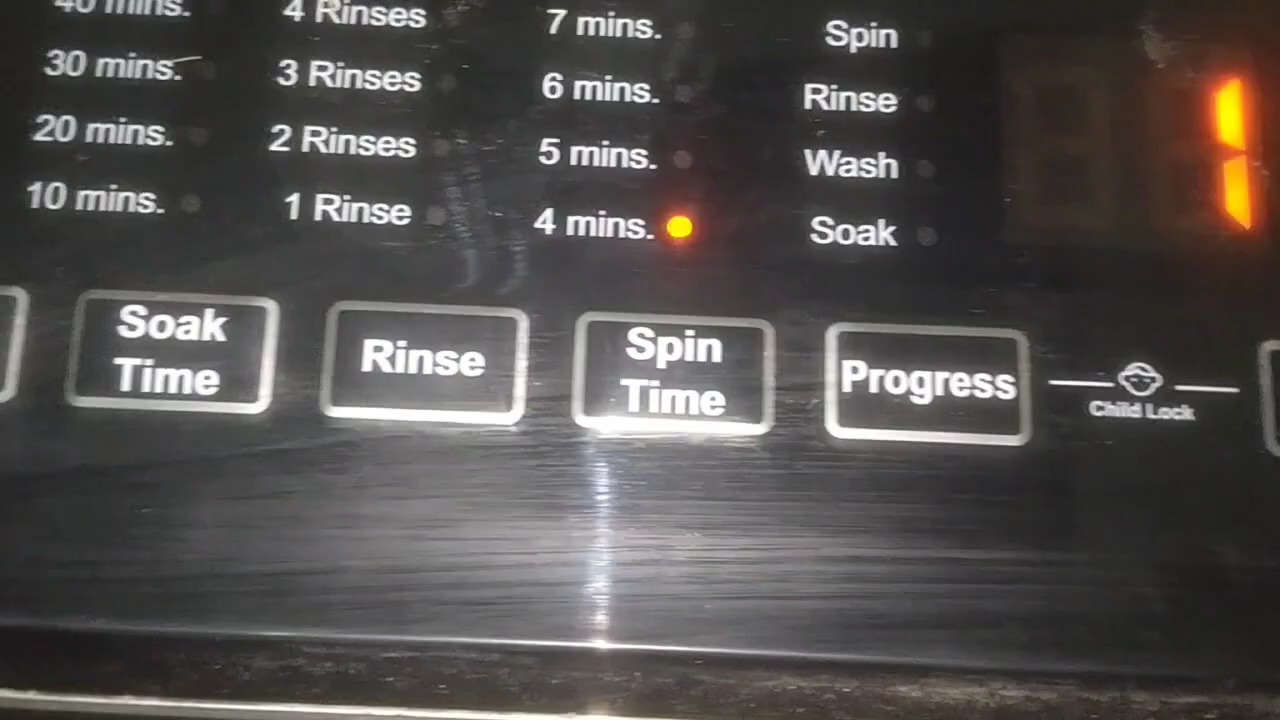 40 mins.
4 Rinses
7 mins.
Spin
30 mins.
3 Rinses
6 mins.
Rinse
20 mins.
2 Rinses
5 mins.
Wash
10 mins.
1 Rinse
4 mins.
Soak
1
Soak
Time
Rinse
Spin
Time
Progress
Child Lock